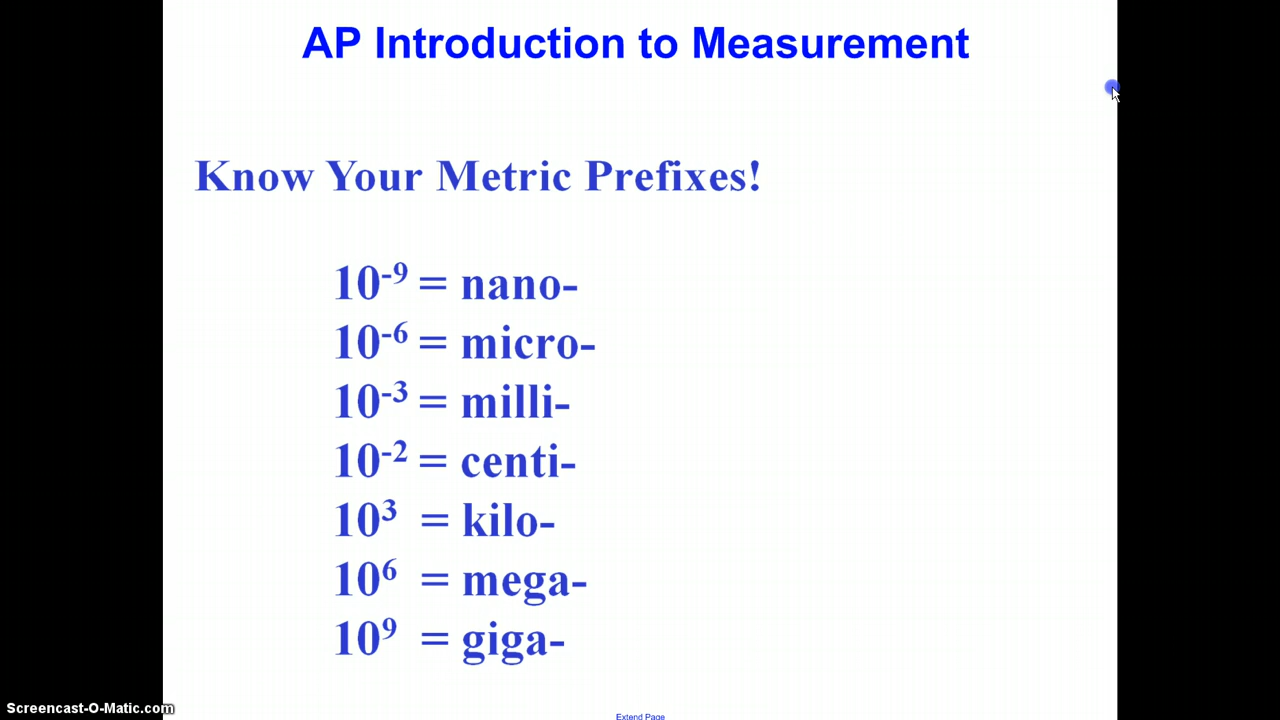 AP Introduction to Measurement
Know Your Metric Prefixes!
10⁻⁹ = nano-
10⁻⁶ = micro-
10⁻³ = milli-
10⁻² = centi-
10³ = kilo-
10⁶ = mega-
10⁹ = giga-
Screencast-O-Matic.com
Extend Page